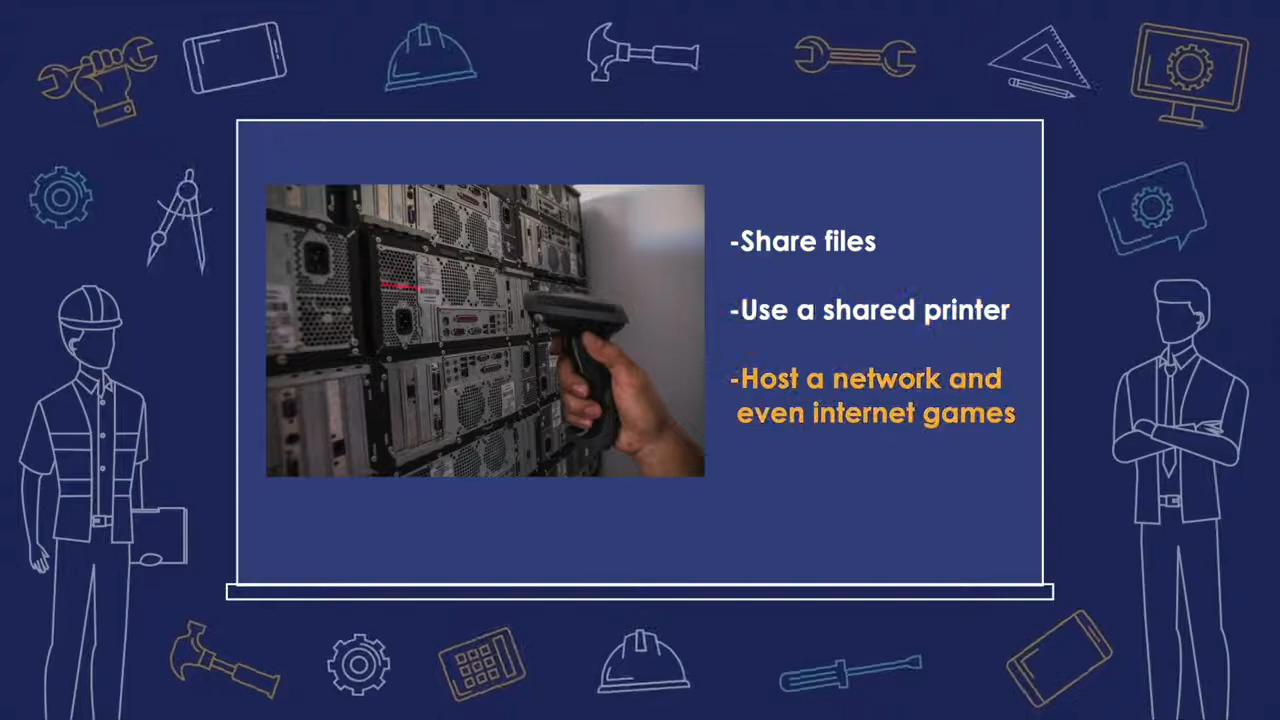 -Share files
-Use a shared printer
-Host a network and
even internet games